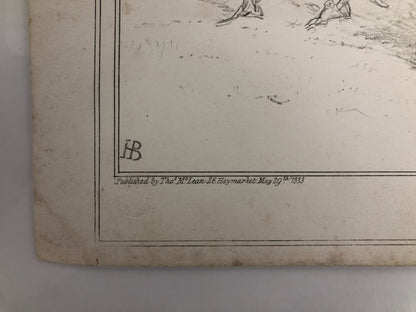 HB
Published by Thos. McLean, 26, Haymarket, May 29th 1833